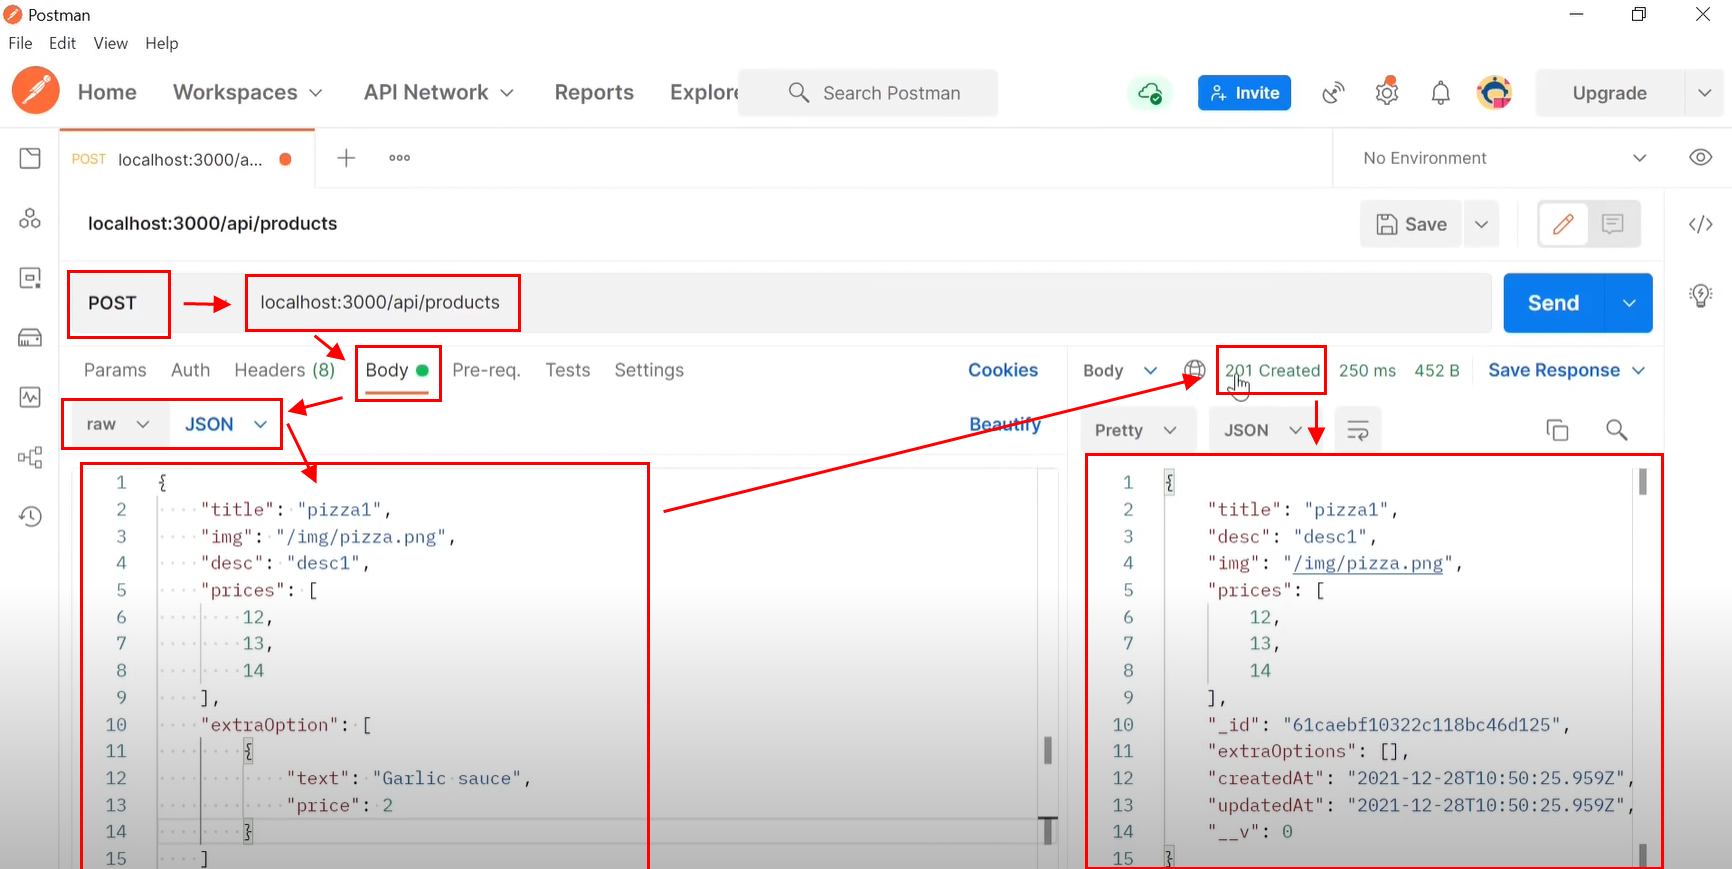 Postman
File Edit View Help
Home Workspaces API Network Reports Explore Search Postman Invite Upgrade
POST localhost:3000/a... No Environment
localhost:3000/api/products Save
POST localhost:3000/api/products Send
Params Auth Headers (8) Body Pre-req. Tests Settings Cookies
Body 201 Created 250 ms 452 B Save Response
raw JSON Beautify
Pretty JSON
1 {
2 "title": "pizza1",
3 "img": "/img/pizza.png",
4 "desc": "desc1",
5 "prices": [
6 12,
7 13,
8 14
9 ],
10 "extraOption": [
11 {
12 "text": "Garlic sauce",
13 "price": 2
14 }
15 ]
1 {
2 "title": "pizza1",
3 "desc": "desc1",
4 "img": "/img/pizza.png",
5 "prices": [
6 12,
7 13,
8 14
9 ],
10 "_id": "61caebf10322c118bc46d125",
11 "extraOptions": [],
12 "createdAt": "2021-12-28T10:50:25.959Z",
13 "updatedAt": "2021-12-28T10:50:25.959Z",
14 "__v": 0
15 }